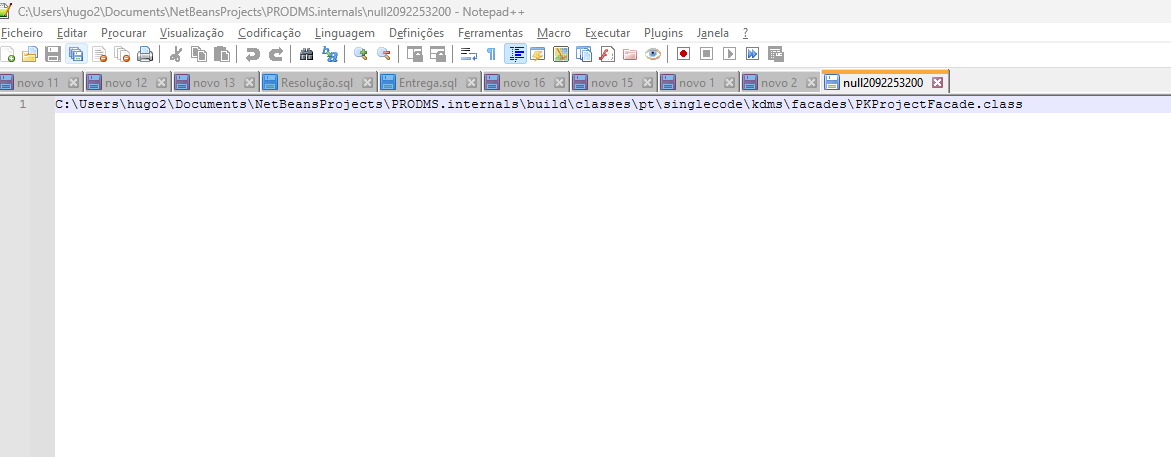 C:\Users\hugo2\Documents\NetBeansProjects\PRODMS.internals\null2092253200 - Notepad++
Ficheiro Editar Procurar Visualização Codificação Linguagem Definições Ferramentas Macro Executar Plugins Janela ?
novo 11 novo 12 novo 13 Resolução.sql Entrega.sql novo 16 novo 15 novo 1 novo 2 null2092253200
1 C:\Users\hugo2\Documents\NetBeansProjects\PRODMS.internals\build\classes\pt\singlecode\kdms\facades\PKProjectFacade.class